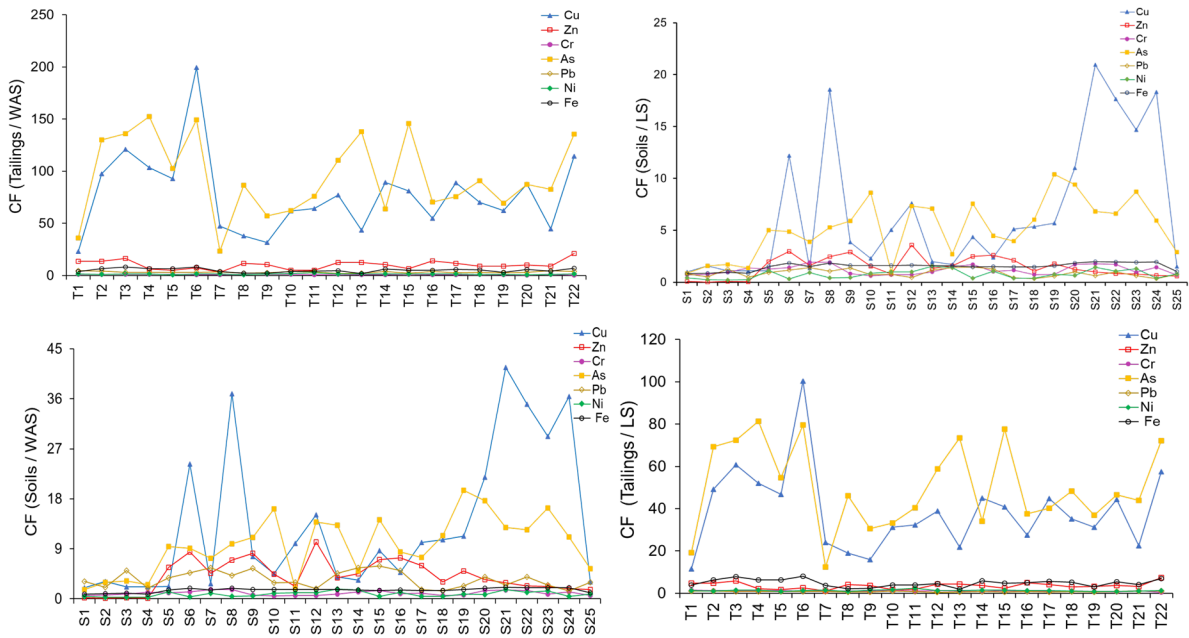 CF (Tailings / WAS)
250
200
150
100
50
0
T1 T2 T3 T4 T5 T6 T7 T8 T9 T10 T11 T12 T13 T14 T15 T16 T17 T18 T19 T20 T21 T22
Cu
Zn
Cr
As
Pb
Ni
Fe
CF (Soils / LS)
25
20
15
10
5
0
S1 S2 S3 S4 S5 S6 S7 S8 S9 S10 S11 S12 S13 S14 S15 S16 S17 S18 S19 S20 S21 S22 S23 S24 S25
Cu
Zn
Cr
As
Pb
Ni
Fe
CF (Soils / WAS)
45
36
27
18
9
0
S1 S2 S3 S4 S5 S6 S7 S8 S9 S10 S11 S12 S13 S14 S15 S16 S17 S18 S19 S20 S21 S22 S23 S24 S25
Cu
Zn
Cr
As
Pb
Ni
Fe
CF (Tailings / LS)
120
100
80
60
40
20
0
T1 T2 T3 T4 T5 T6 T7 T8 T9 T10 T11 T12 T13 T14 T15 T16 T17 T18 T19 T20 T21 T22
Cu
Zn
Cr
As
Pb
Ni
Fe